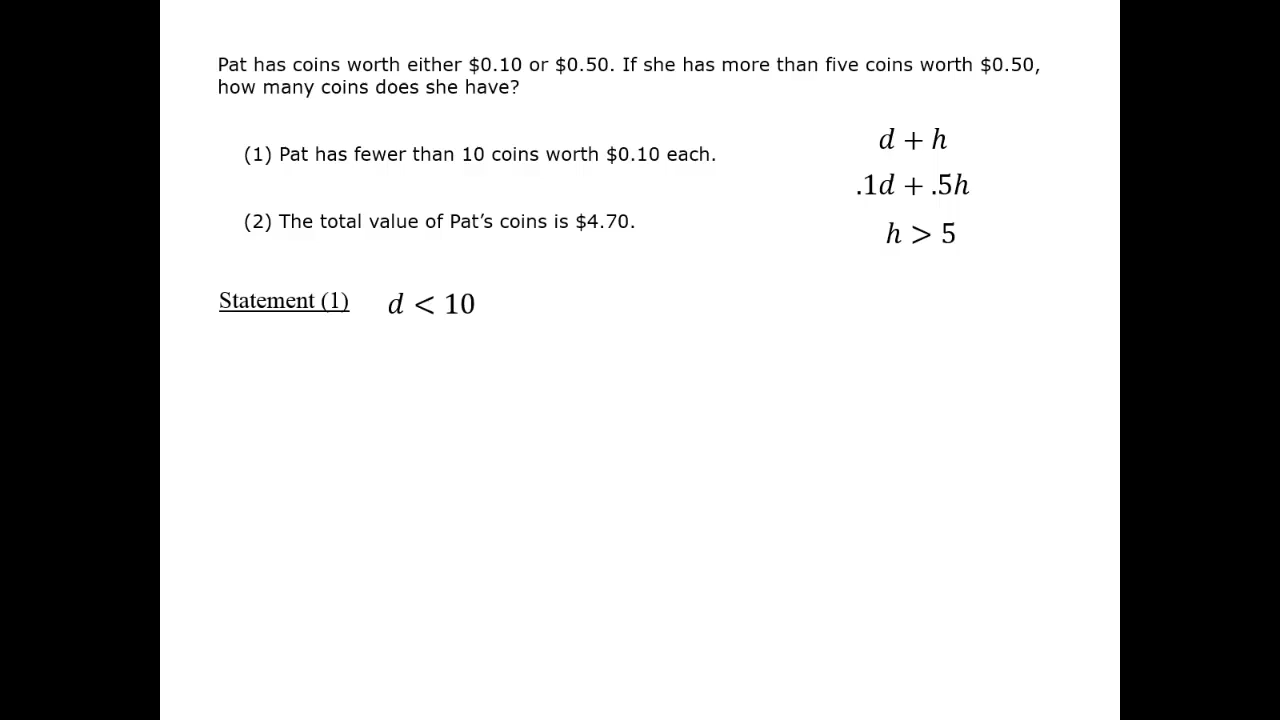 Pat has coins worth either $0.10 or $0.50. If she has more than five coins worth $0.50,
how many coins does she have?
(1) Pat has fewer than 10 coins worth $0.10 each.
(2) The total value of Pat’s coins is $4.70.
d + h
.1d + .5h
h > 5
Statement (1) d < 10